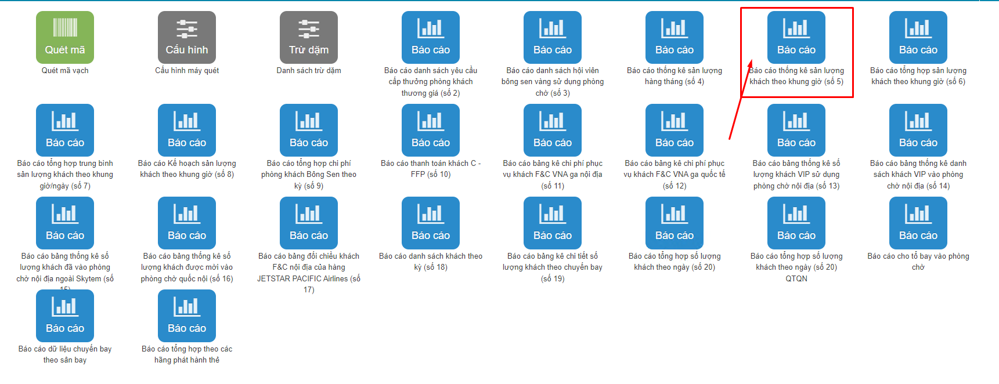 Quét mã
Quét mã vạch
Cấu hình
Cấu hình máy quét
Trừ dặm
Danh sách trừ dặm
Báo cáo
Báo cáo danh sách yêu cầu
cấp thưởng phòng khách
thương giá (số 2)
Báo cáo
Báo cáo danh sách hội viên
bông sen vàng sử dụng phòng
chờ (số 3)
Báo cáo
Báo cáo thống kê sản lượng
hàng tháng (số 4)
Báo cáo
Báo cáo thống kê sản lượng
khách theo khung giờ (số 5)
Báo cáo
Báo cáo tổng hợp sản lượng
khách theo khung giờ (số 6)
Báo cáo
Báo cáo tổng hợp trung bình
sản lượng khách theo khung
giờ/ngày (số 7)
Báo cáo
Báo cáo Kế hoạch sản lượng
khách theo khung giờ (số 8)
Báo cáo
Báo cáo tổng hợp chi phí
phòng khách Bông Sen theo
kỳ (số 9)
Báo cáo
Báo cáo thanh toán khách C -
FFP (số 10)
Báo cáo
Báo cáo bảng kê chi phí phục
vụ khách F&C VNA ga nội địa
(số 11)
Báo cáo
Báo cáo bảng kê chi phí phục
vụ khách F&C VNA ga quốc tế
(số 12)
Báo cáo
Báo cáo bảng thống kê số
lượng khách VIP sử dụng
phòng chờ nội địa (số 13)
Báo cáo
Báo cáo bảng thống kê danh
sách khách VIP vào phòng
chờ nội địa (số 14)
Báo cáo
Báo cáo bảng thống kê số
lượng khách đã vào phòng
chờ nội địa ngoài Skytem (số
15)
Báo cáo
Báo cáo bảng thống kê số
lượng khách được mời vào
phòng chờ quốc nội (số 16)
Báo cáo
Báo cáo bảng đối chiều khách
F&C nội địa của hàng
JETSTAR PACIFIC Airlines (số
17)
Báo cáo
Báo cáo danh sách khách theo
kỳ (số 18)
Báo cáo
Báo cáo bảng kê chi tiết số
lượng khách theo chuyến bay
(số 19)
Báo cáo
Báo cáo tổng hợp số lượng
khách theo ngày (số 20)
Báo cáo
Báo cáo tổng hợp số lượng
khách theo ngày (số 20)
QTQN
Báo cáo
Báo cáo cho tổ bay vào phòng
chờ
Báo cáo
Báo cáo dữ liệu chuyến bay
theo sân bay
Báo cáo
Báo cáo tổng hợp theo các
hãng phát hành thẻ